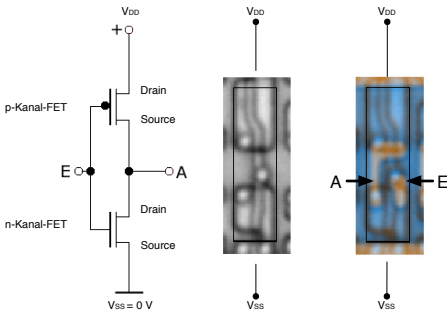 VDD
+
Drain
p-Kanal-FET
Source
E
A
n-Kanal-FET
Drain
Source
VSS = 0 V
VDD
VSS
VDD
A
E
VSS